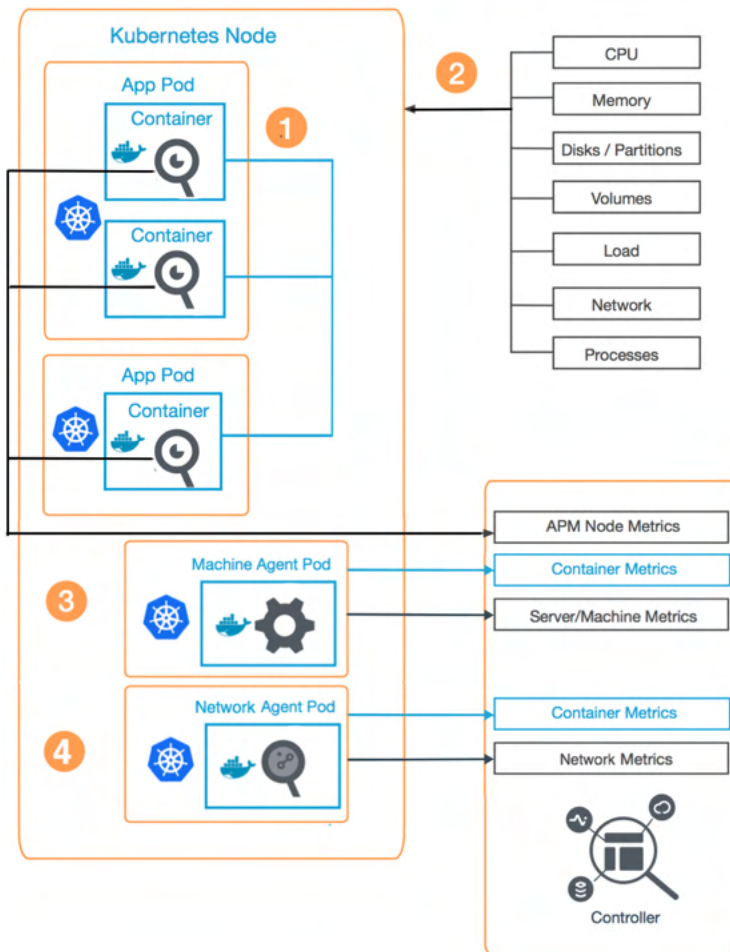 Kubernetes Node
App Pod
Container
1
Container
App Pod
Container
2
CPU
Memory
Disks / Partitions
Volumes
Load
Network
Processes
3
Machine Agent Pod
4
Network Agent Pod
APM Node Metrics
Container Metrics
Server/Machine Metrics
Container Metrics
Network Metrics
Controller